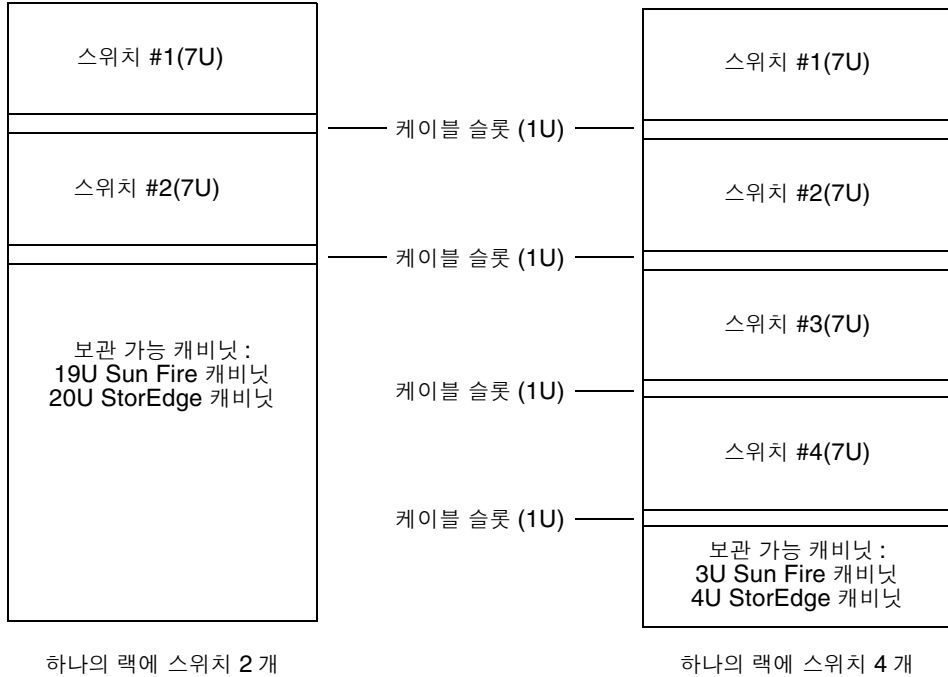 스위치 #1(7U)
스위치 #2(7U)
보관 가능 캐비닛 :
19U Sun Fire 캐비닛
20U StorEdge 캐비닛
하나의 랙에 스위치 2 개
케이블 슬롯 (1U)
케이블 슬롯 (1U)
케이블 슬롯 (1U)
케이블 슬롯 (1U)
스위치 #1(7U)
스위치 #2(7U)
스위치 #3(7U)
스위치 #4(7U)
보관 가능 캐비닛 :
3U Sun Fire 캐비닛
4U StorEdge 캐비닛
하나의 랙에 스위치 4 개